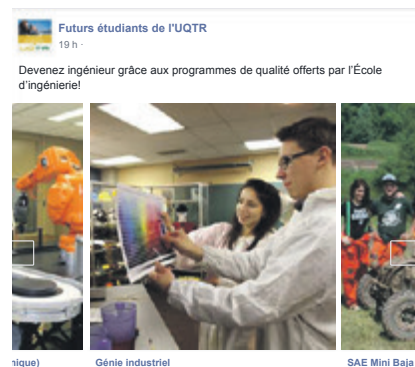 Futurs étudiants de l'UQTR
19 h ·
Devenez ingénieur grâce aux programmes de qualité offerts par l'École
d'ingénierie!
nique)
Génie industriel
SAE Mini Baja